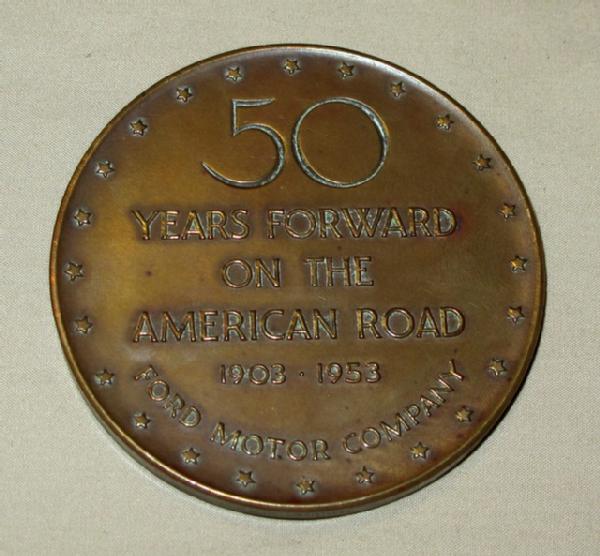 50
YEARS FORWARD
ON THE
AMERICAN ROAD
1903 · 1953
FORD MOTOR COMPANY